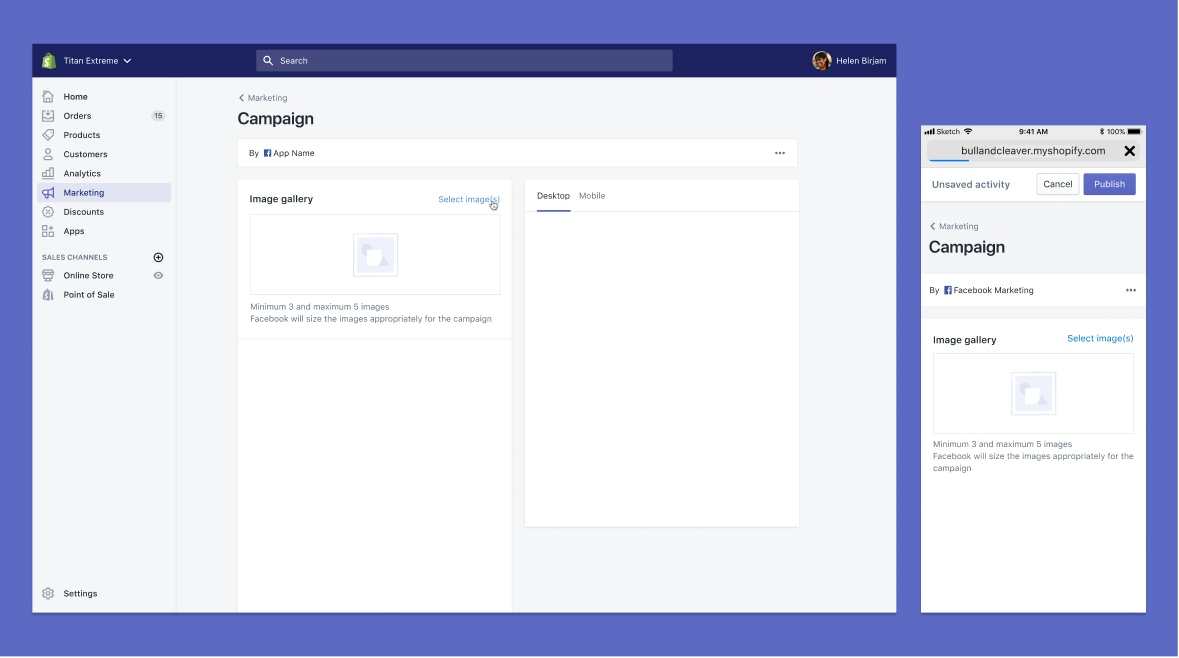 Titan Extreme
Search
Helen Birjam
Home
Orders
15
Products
Customers
Analytics
Marketing
Discounts
Apps
SALES CHANNELS
Online Store
Point of Sale
Settings
Marketing
Campaign
By App Name
Image gallery
Select image(s)
Minimum 3 and maximum 5 images
Facebook will size the images appropriately for the campaign
Desktop
Mobile
Sketch
9:41 AM
100%
bullandcleaver.myshopify.com
Unsaved activity
Cancel
Publish
Marketing
Campaign
By Facebook Marketing
Image gallery
Select image(s)
Minimum 3 and maximum 5 images
Facebook will size the images appropriately for the
campaign